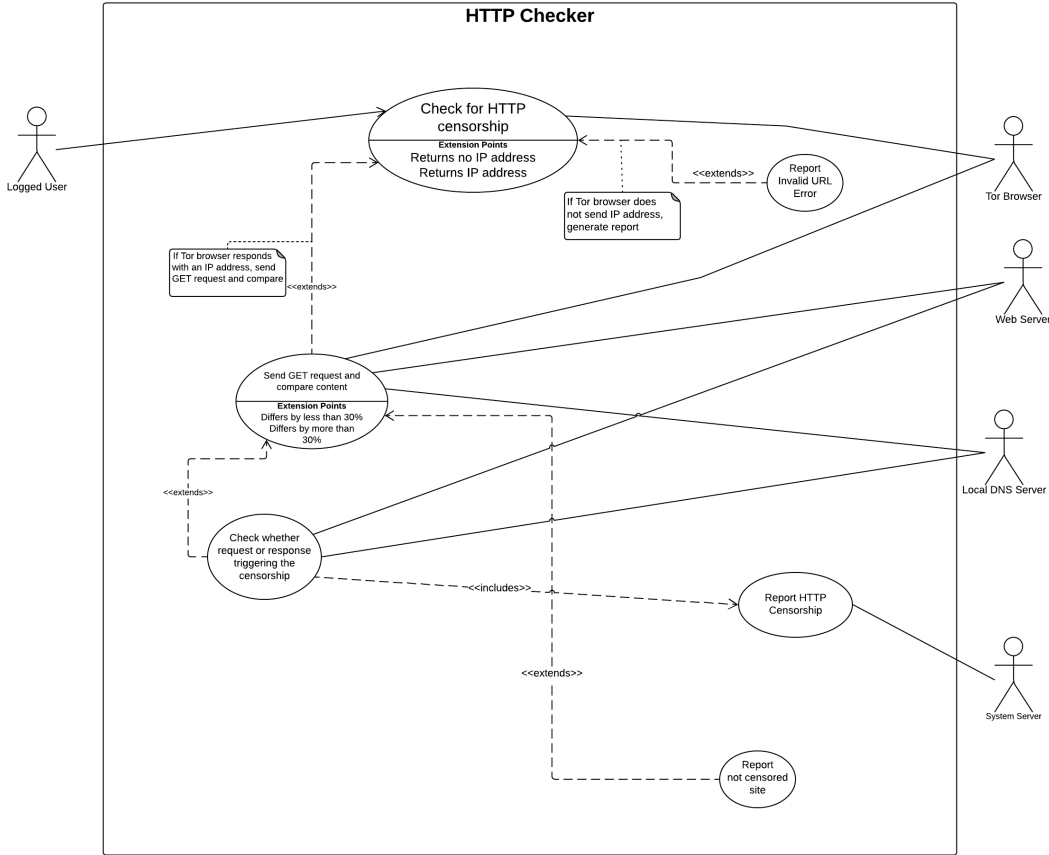 HTTP Checker
Check for HTTP
censorship
Extension Points
Returns no IP address
Returns IP address
Logged User
<<extends>>
Report
Invalid URL
Error
Tor Browser
If Tor browser does
not send IP address,
generate report
If Tor browser responds
with an IP address, send
GET request and compare
<<extends>>
Web Server
Send GET request and
compare content
Extension Points
Differs by less than 30%
Differs by more than
30%
Local DNS Server
<<extends>>
Check whether
request or response
triggering the
censorship
<<includes>>
Report HTTP
Censorship
<<extends>>
System Server
Report
not censored
site